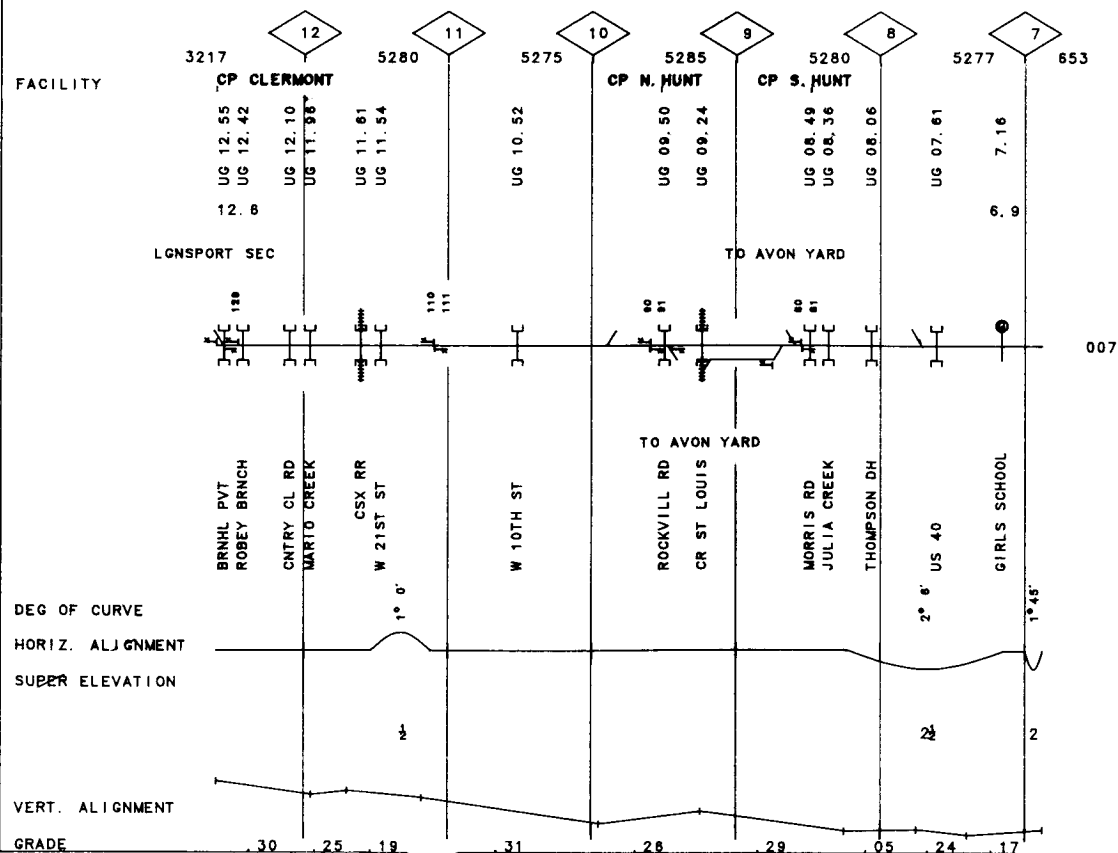 12 11 10 9 8 7
3217 5280 5275 5285 5280 5277 653
FACILITY
CP CLERMONT CP N. HUNT CP S. HUNT
UG 12.55
UG 12.42
UG 12.10
UG 11.96
UG 11.61
UG 11.54
UG 10.52
UG 09.50
UG 09.24
UG 08.49
UG 08.36
UG 08.06
UG 07.61
7.16
12.6 6.9
LGNSPORT SEC TO AVON YARD
110
111
007
TO AVON YARD
BRNHL PVT
ROBEY BRNCH
CNTRY CL RD
MARIO CREEK
CSX RR
W 21ST ST
W 10TH ST
ROCKVILL RD
CR ST LOUIS
MORRIS RD
JULIA CREEK
THOMPSON DH
US 40
GIRLS SCHOOL
DEG OF CURVE 1° 0' 2° 6' 1° 45'
HORIZ. ALIGNMENT
SUPER ELEVATION
½ 2½ 2
VERT. ALIGNMENT
GRADE .30 .25 .19 .31 .26 .29 .05 .24 .17